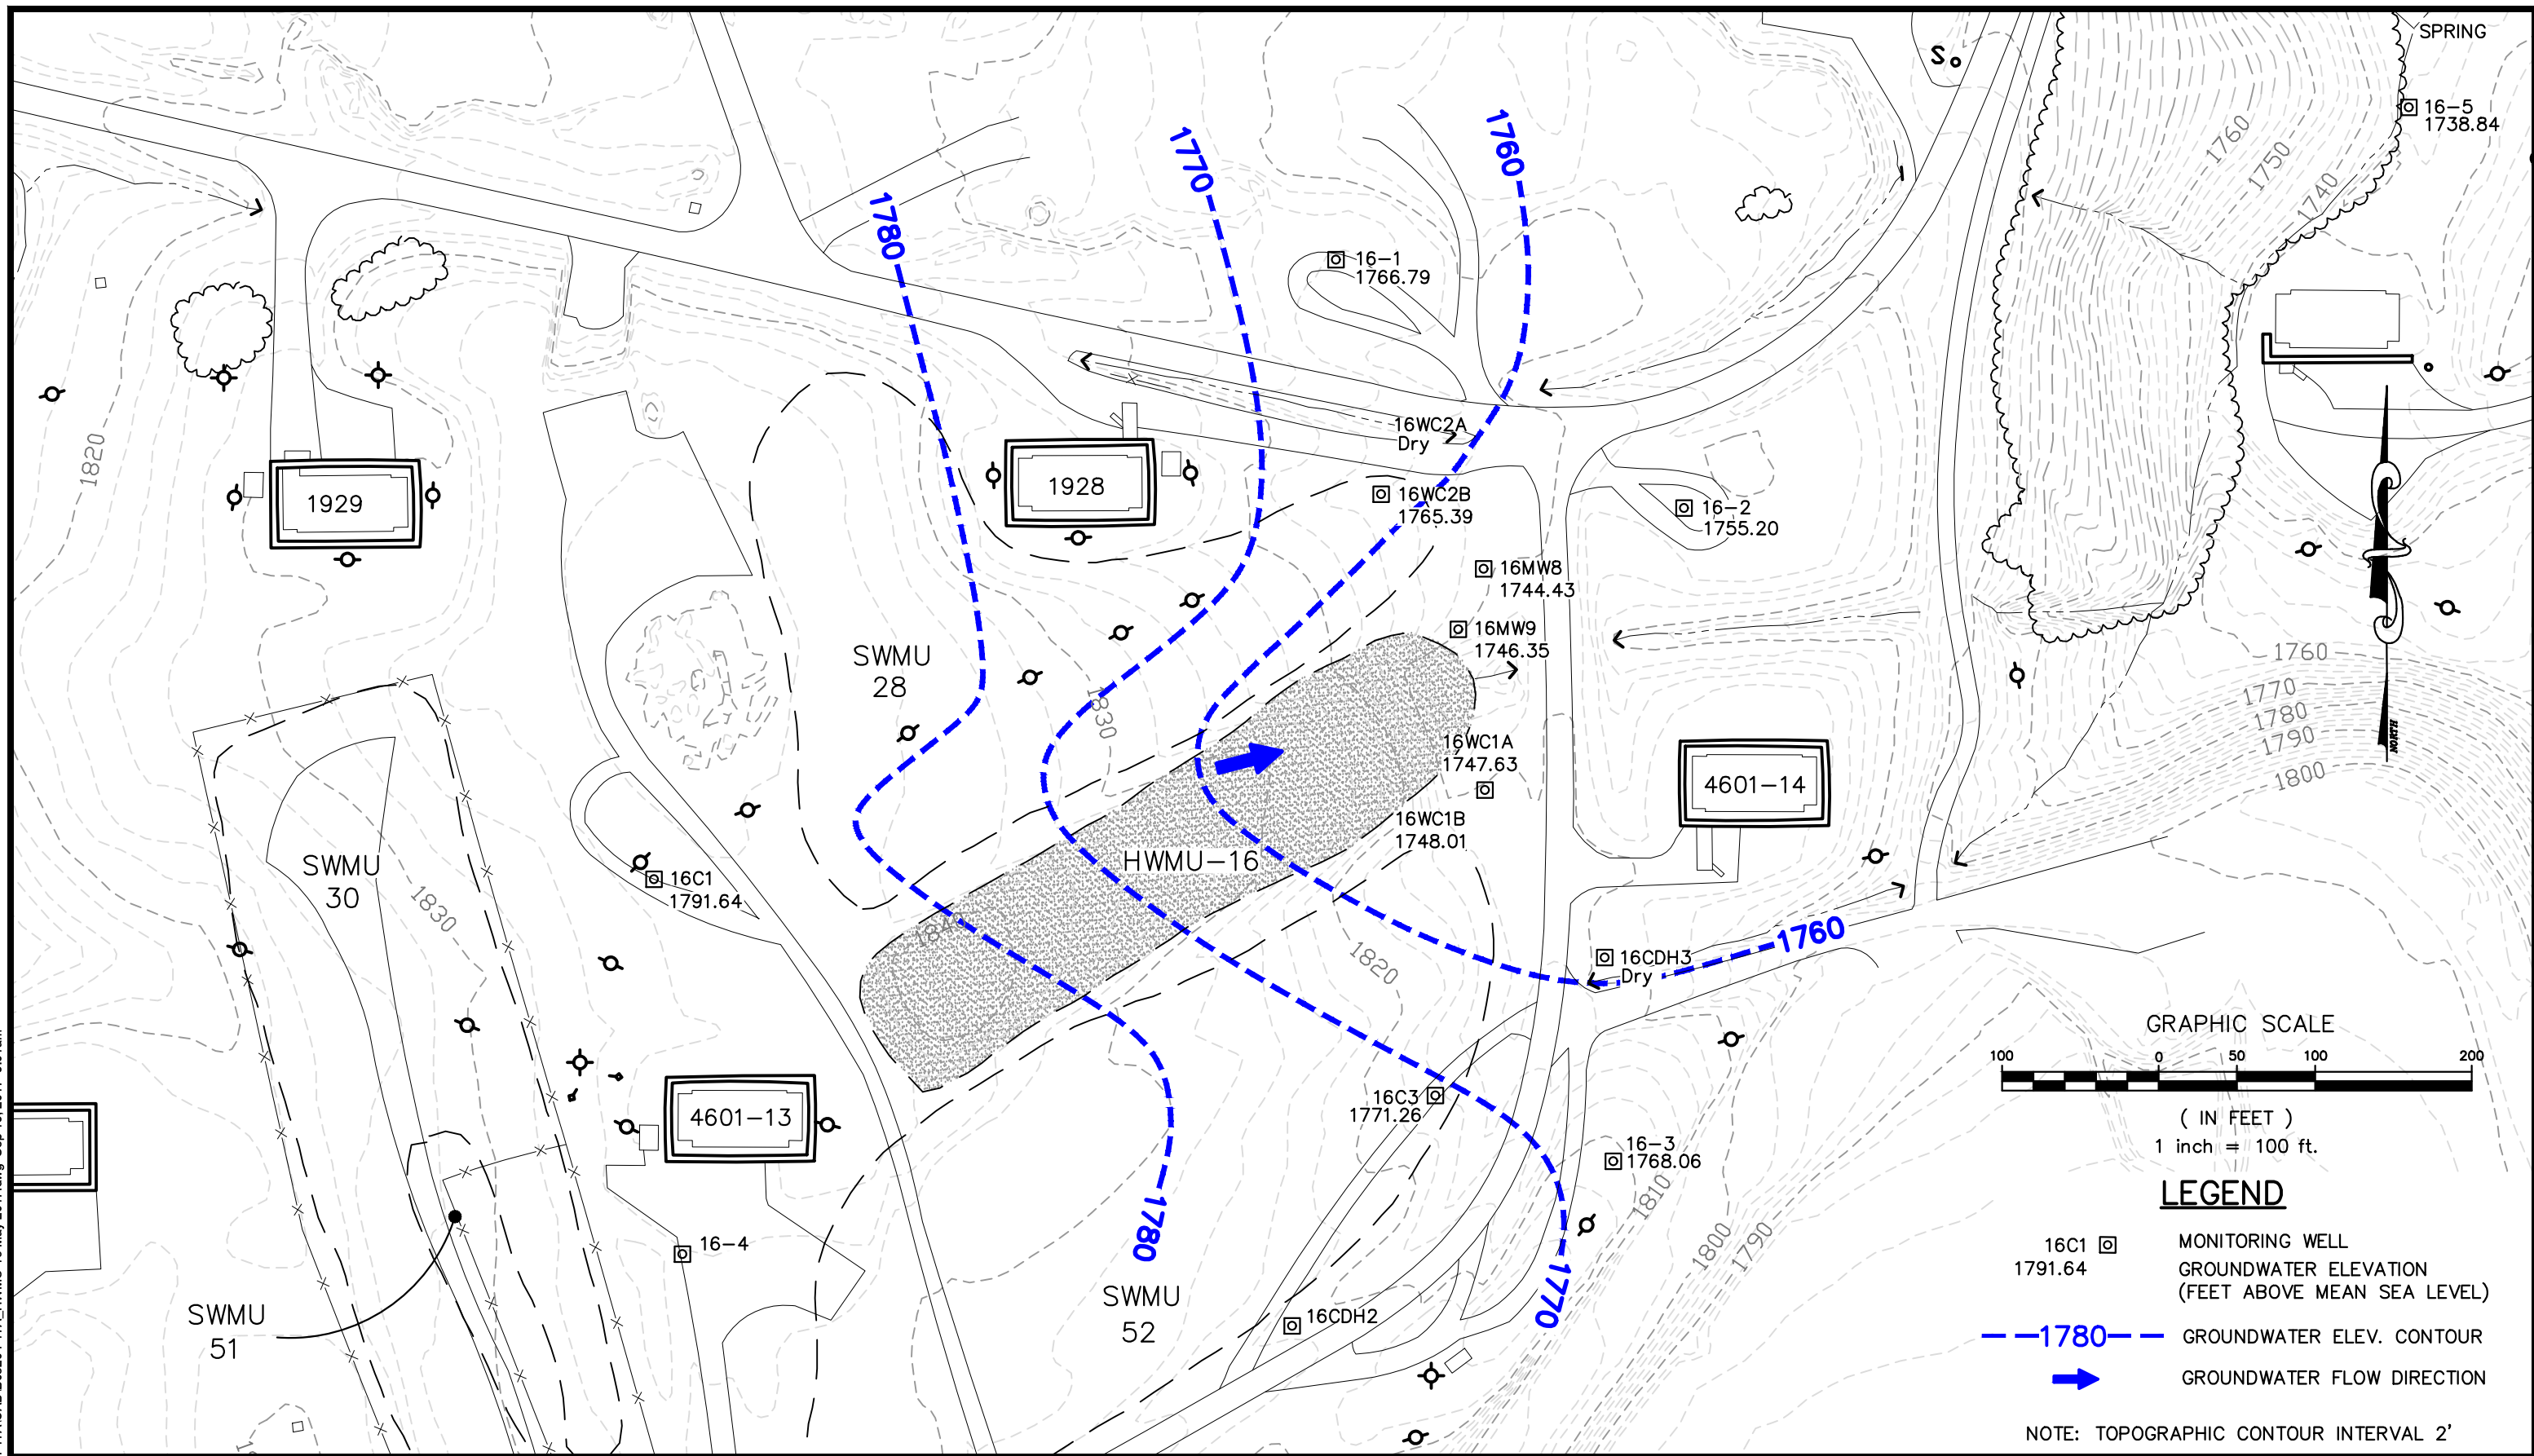 SPRING
S
16-5
1738.84
1760
1750
1740
1760
1770
1780
16-1
1766.79
16WC2A
Dry
1820
1929
1928
16WC2B
1765.39
16-2
1755.20
16MW8
1744.43
16MW9
1746.35
SWMU
28
1830
1760
1770
1780
1790
1800
NORTH
16WC1A
1747.63
4601-14
16WC1B
1748.01
HWMU-16
SWMU
30
16C1
1791.64
1830
1820
1760
16CDH3
Dry
GRAPHIC SCALE
100
0
50
100
200
( IN FEET )
1 inch = 100 ft.
4601-13
16C3
1771.26
16-3
1768.06
1810
1800
1790
LEGEND
16-4
1780
16C1
1791.64
MONITORING WELL
GROUNDWATER ELEVATION
(FEET ABOVE MEAN SEA LEVEL)
SWMU
51
SWMU
52
16CDH2
1770
1780
GROUNDWATER ELEV. CONTOUR
GROUNDWATER FLOW DIRECTION
NOTE: TOPOGRAPHIC CONTOUR INTERVAL 2'